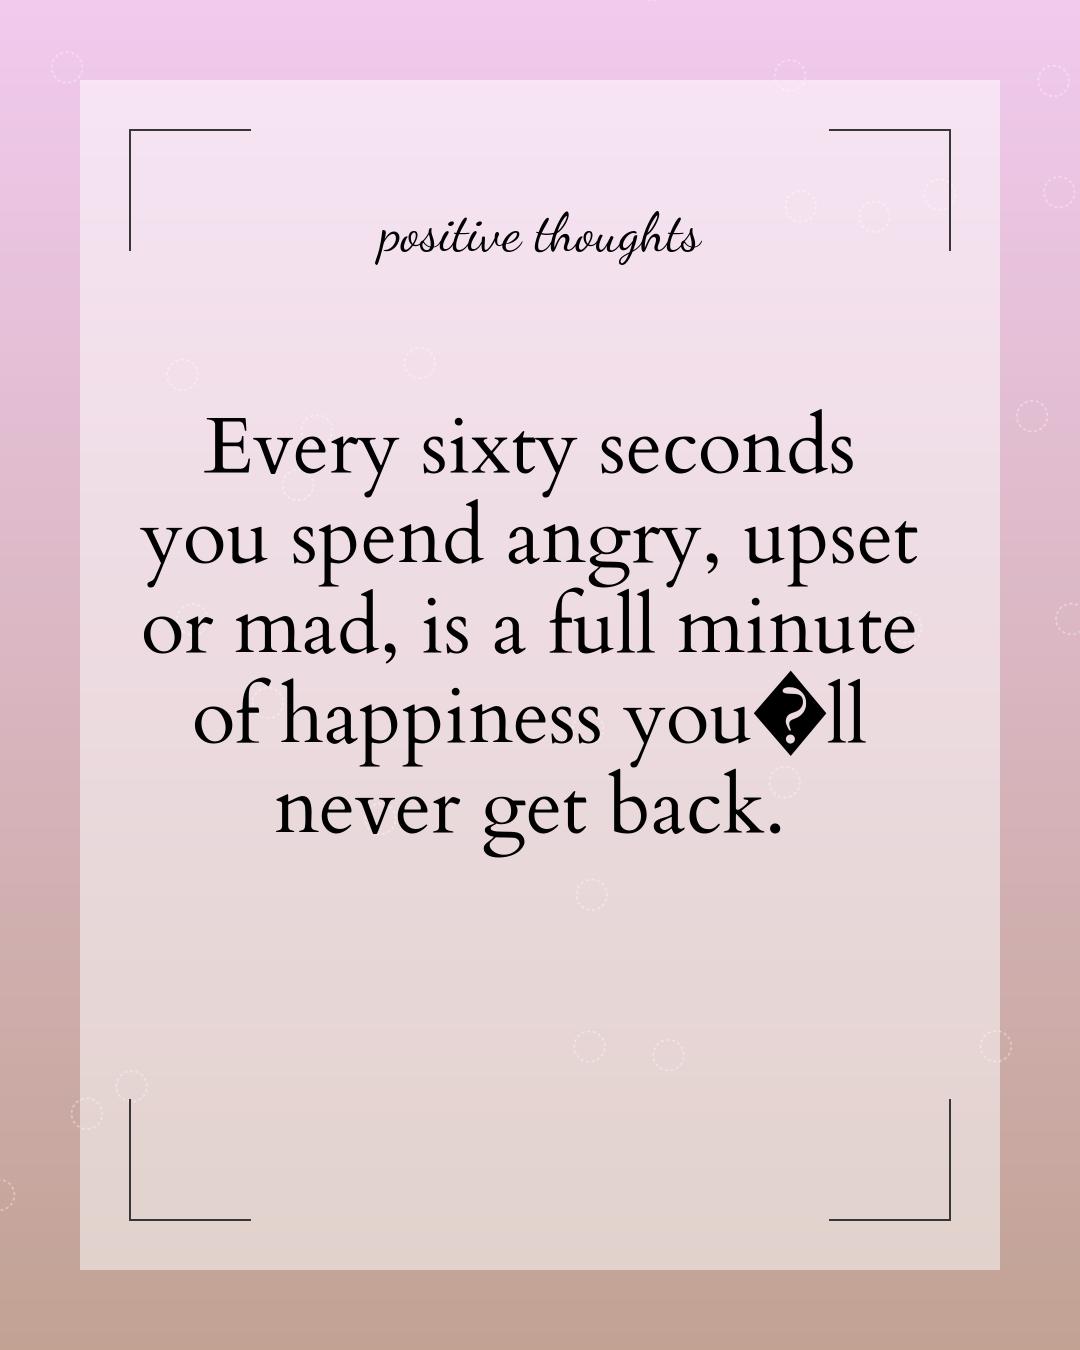 positive thoughts
Every sixty seconds
you spend angry, upset
or mad, is a full minute
of happiness you�ll
never get back.